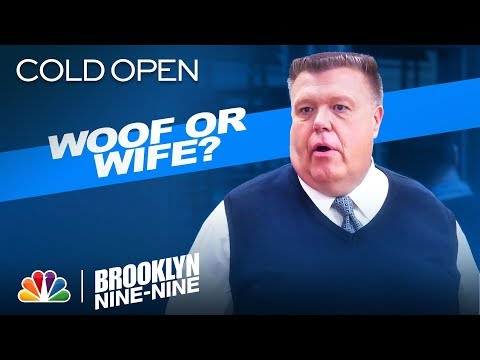 COLD OPEN
WOOF OR
WIFE?
BROOKLYN
NINE-NINE